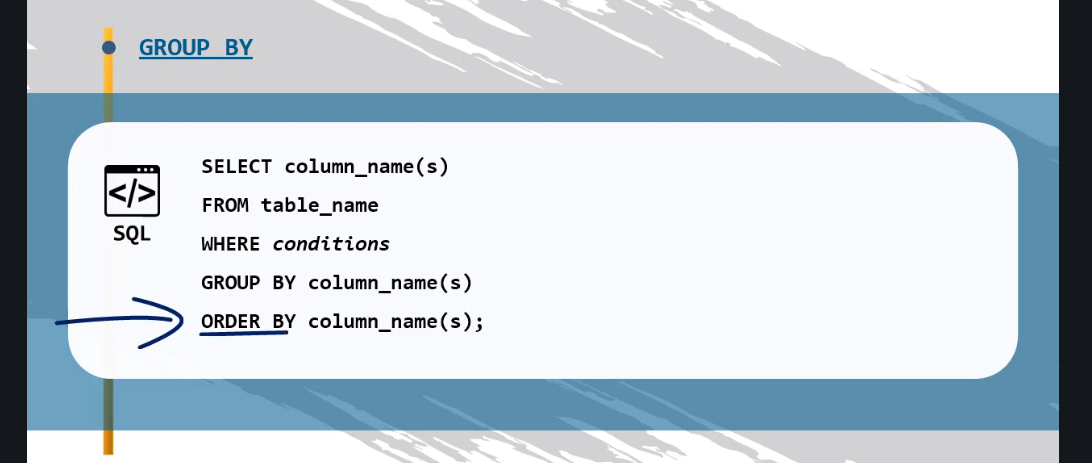 GROUP BY
SELECT column_name(s)
FROM table_name
WHERE conditions
GROUP BY column_name(s)
ORDER BY column_name(s);
</>
SQL